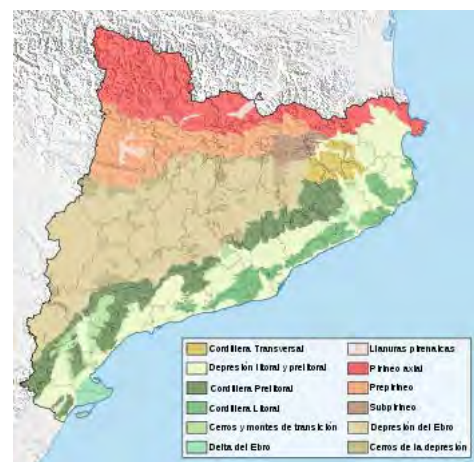 Cordillera Transversal
Depresión litoral y prelitoral
Cordillera Prelitoral
Cordillera Litoral
Cerros y montes de transición
Delta del Ebro
Llanuras pirenaicas
Pirineo axial
Prepirineo
Subpirineo
Depresión del Ebro
Cerros de la depresión